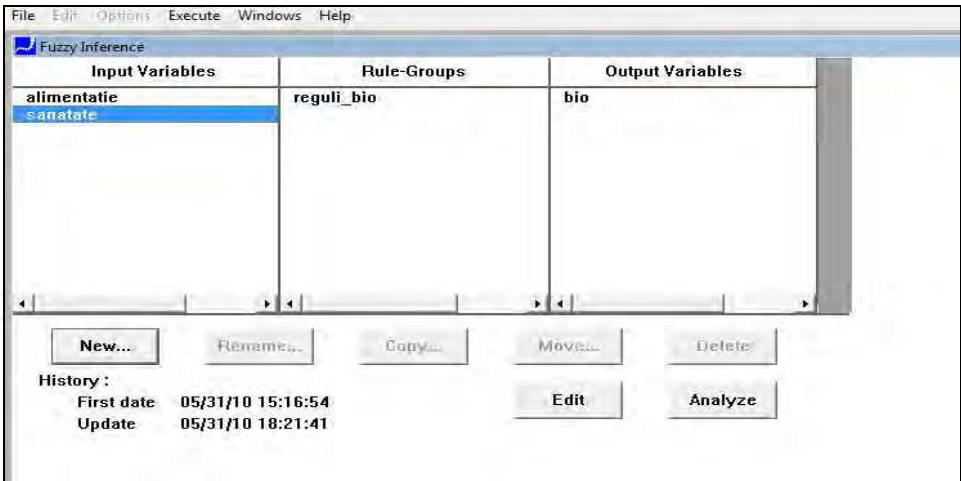 File Edit Options Execute Windows Help
Fuzzy Inference
Input Variables Rule-Groups Output Variables
alimentatie reguli_bio bio
sanatate
New... Rename... Copy... Move... Delete
History :
First date 05/31/10 15:16:54
Edit Analyze
Update 05/31/10 18:21:41